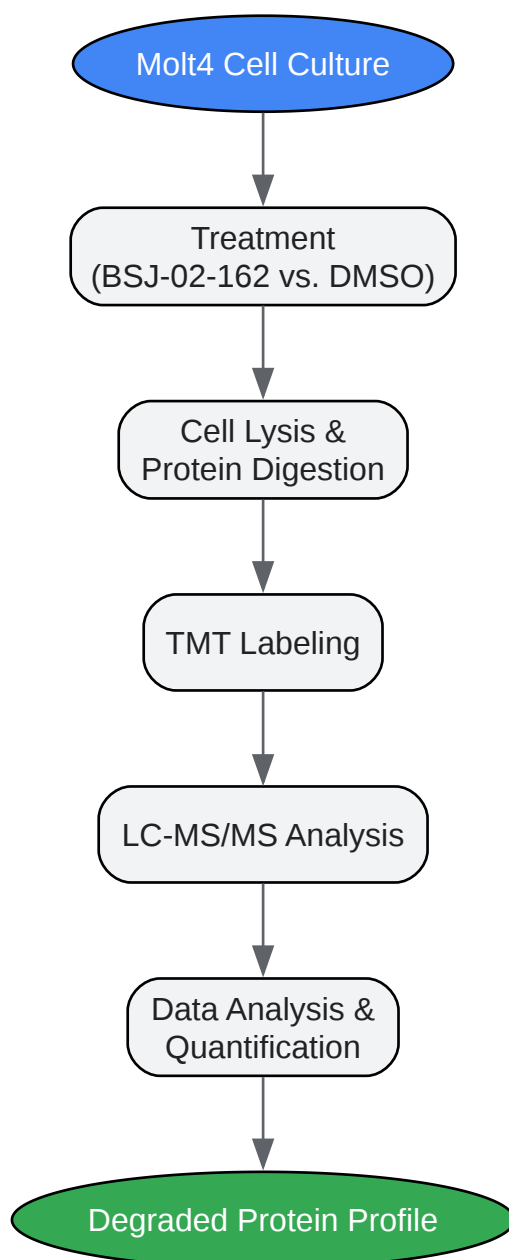 Molt4 Cell Culture
Treatment
(BSJ-02-162 vs. DMSO)
Cell Lysis &
Protein Digestion
TMT Labeling
LC-MS/MS Analysis
Data Analysis &
Quantification
Degraded Protein Profile